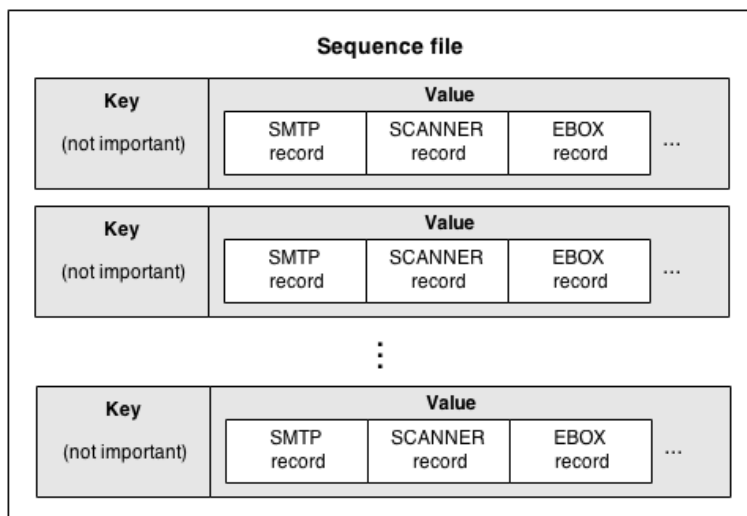 Sequence file
Key
(not important)
Value
SMTP record
SCANNER record
EBOX record
...
Key
(not important)
Value
SMTP record
SCANNER record
EBOX record
...
⋮
Key
(not important)
Value
SMTP record
SCANNER record
EBOX record
...